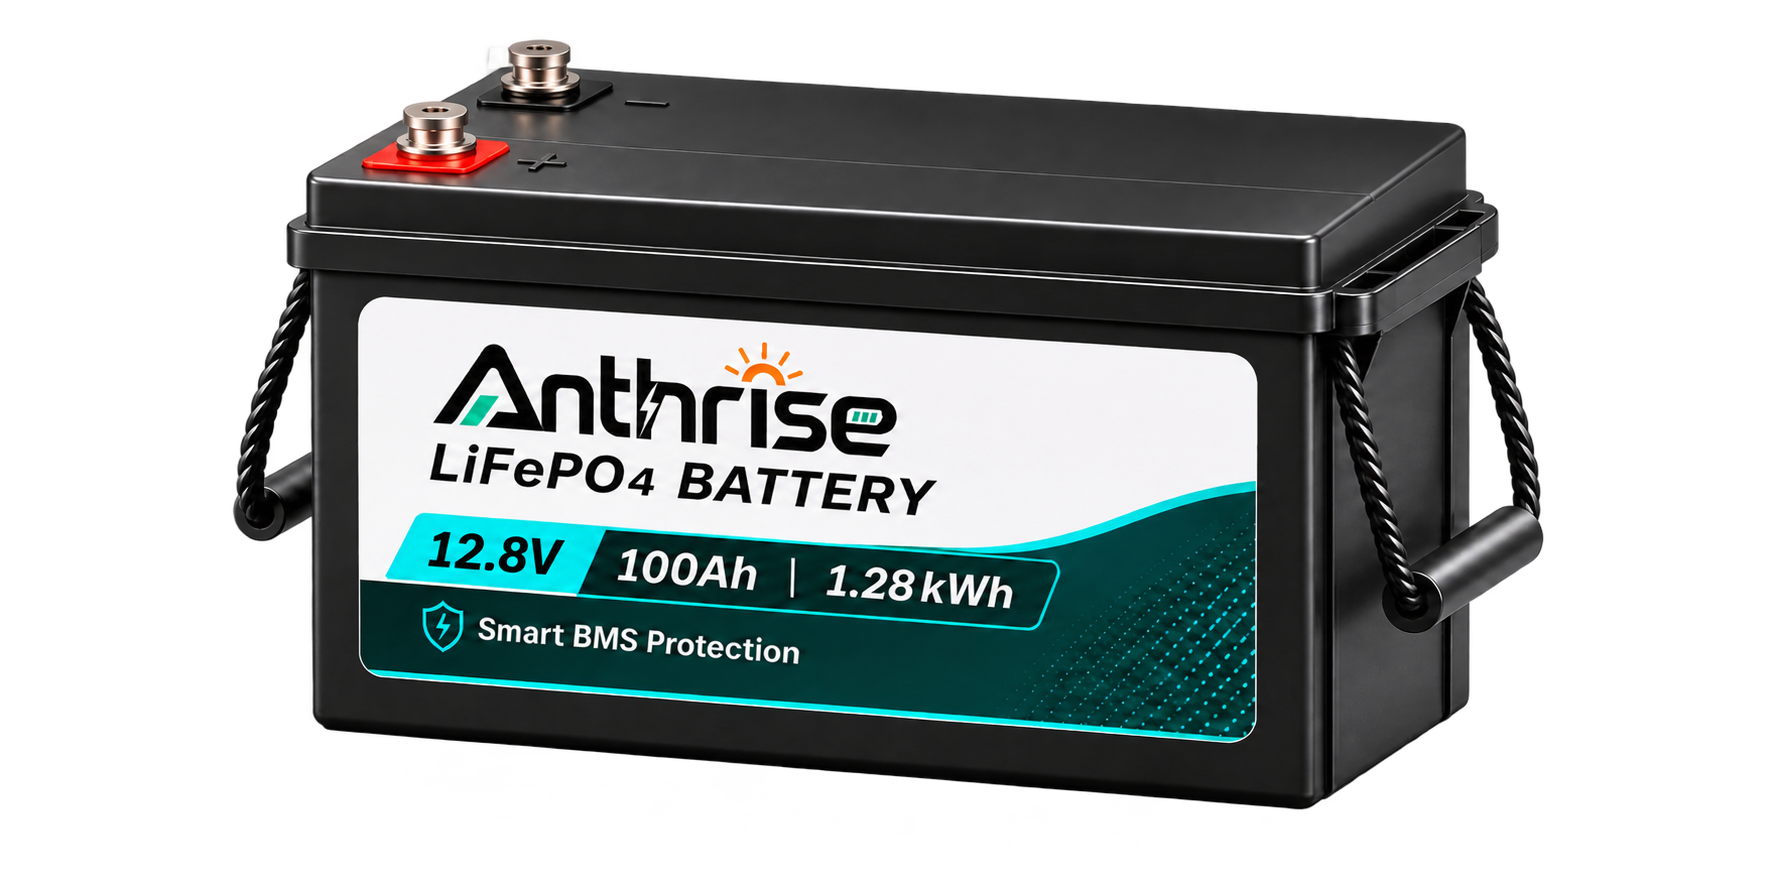 −
+
Anthrise
LiFePO4 BATTERY
12.8V 100Ah | 1.28kWh
Smart BMS Protection